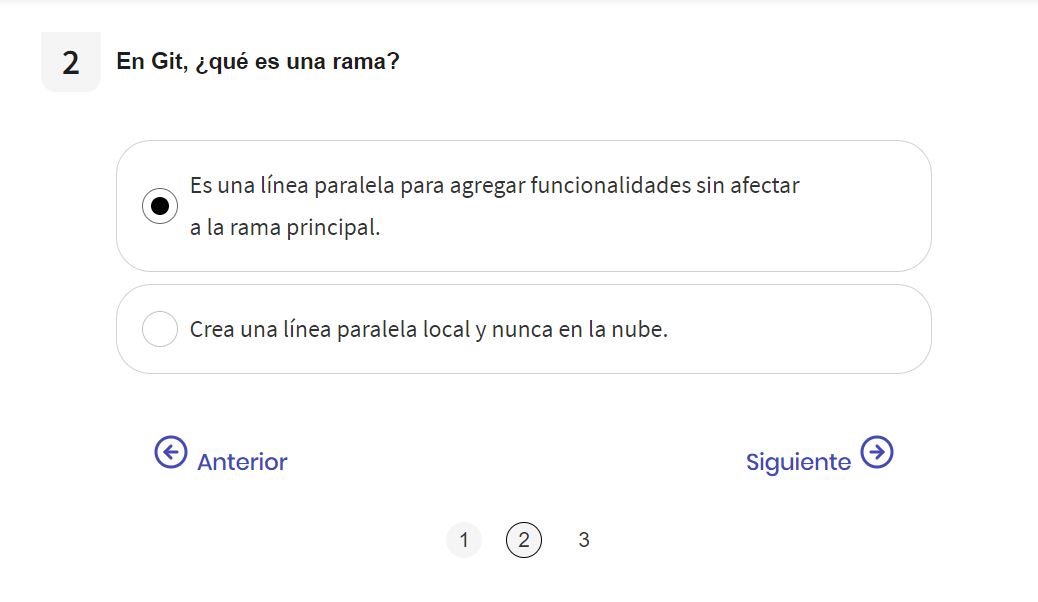 2
En Git, ¿qué es una rama?
Es una línea paralela para agregar funcionalidades sin afectar
a la rama principal.
Crea una línea paralela local y nunca en la nube.
Anterior
Siguiente
1 2 3